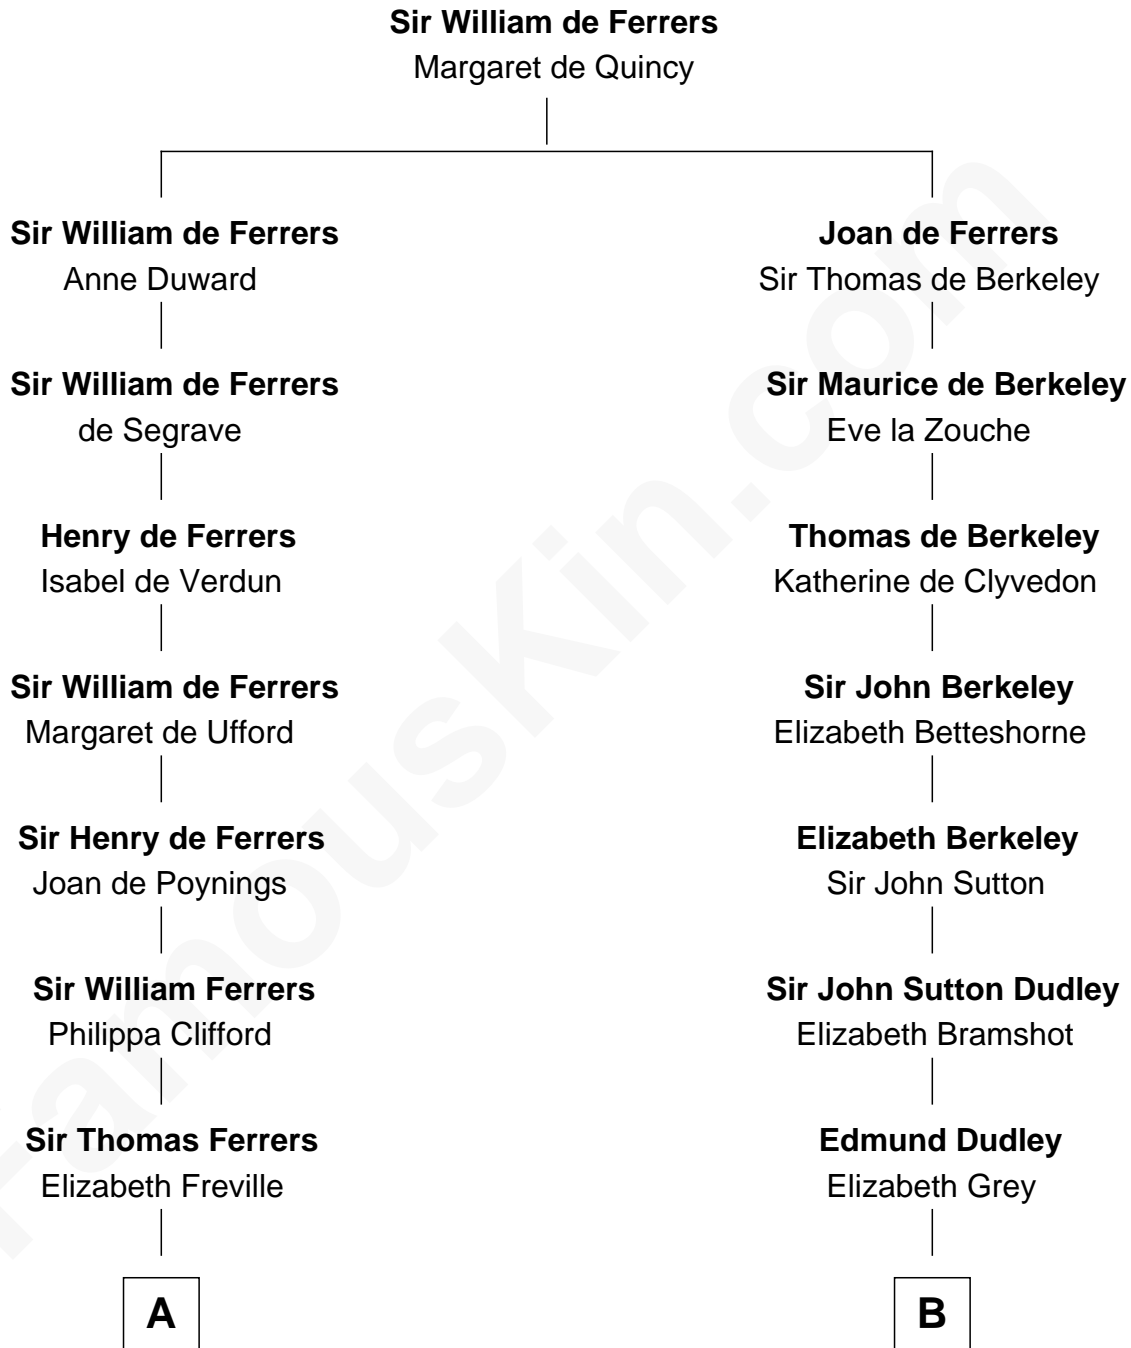 Sir William de Ferrers
Margaret de Quincy
Sir William de Ferrers
Anne Duward
Sir William de Ferrers
de Segrave
Henry de Ferrers
Isabel de Verdun
Sir William de Ferrers
Margaret de Ufford
Sir Henry de Ferrers
Joan de Poynings
Sir William Ferrers
Philippa Clifford
Sir Thomas Ferrers
Elizabeth Freville
A
Joan de Ferrers
Sir Thomas de Berkeley
Sir Maurice de Berkeley
Eve la Zouche
Thomas de Berkeley
Katherine de Clyvedon
Sir John Berkeley
Elizabeth Betteshorne
Elizabeth Berkeley
Sir John Sutton
Sir John Sutton Dudley
Elizabeth Bramshot
Edmund Dudley
Elizabeth Grey
B
FamousKin.com